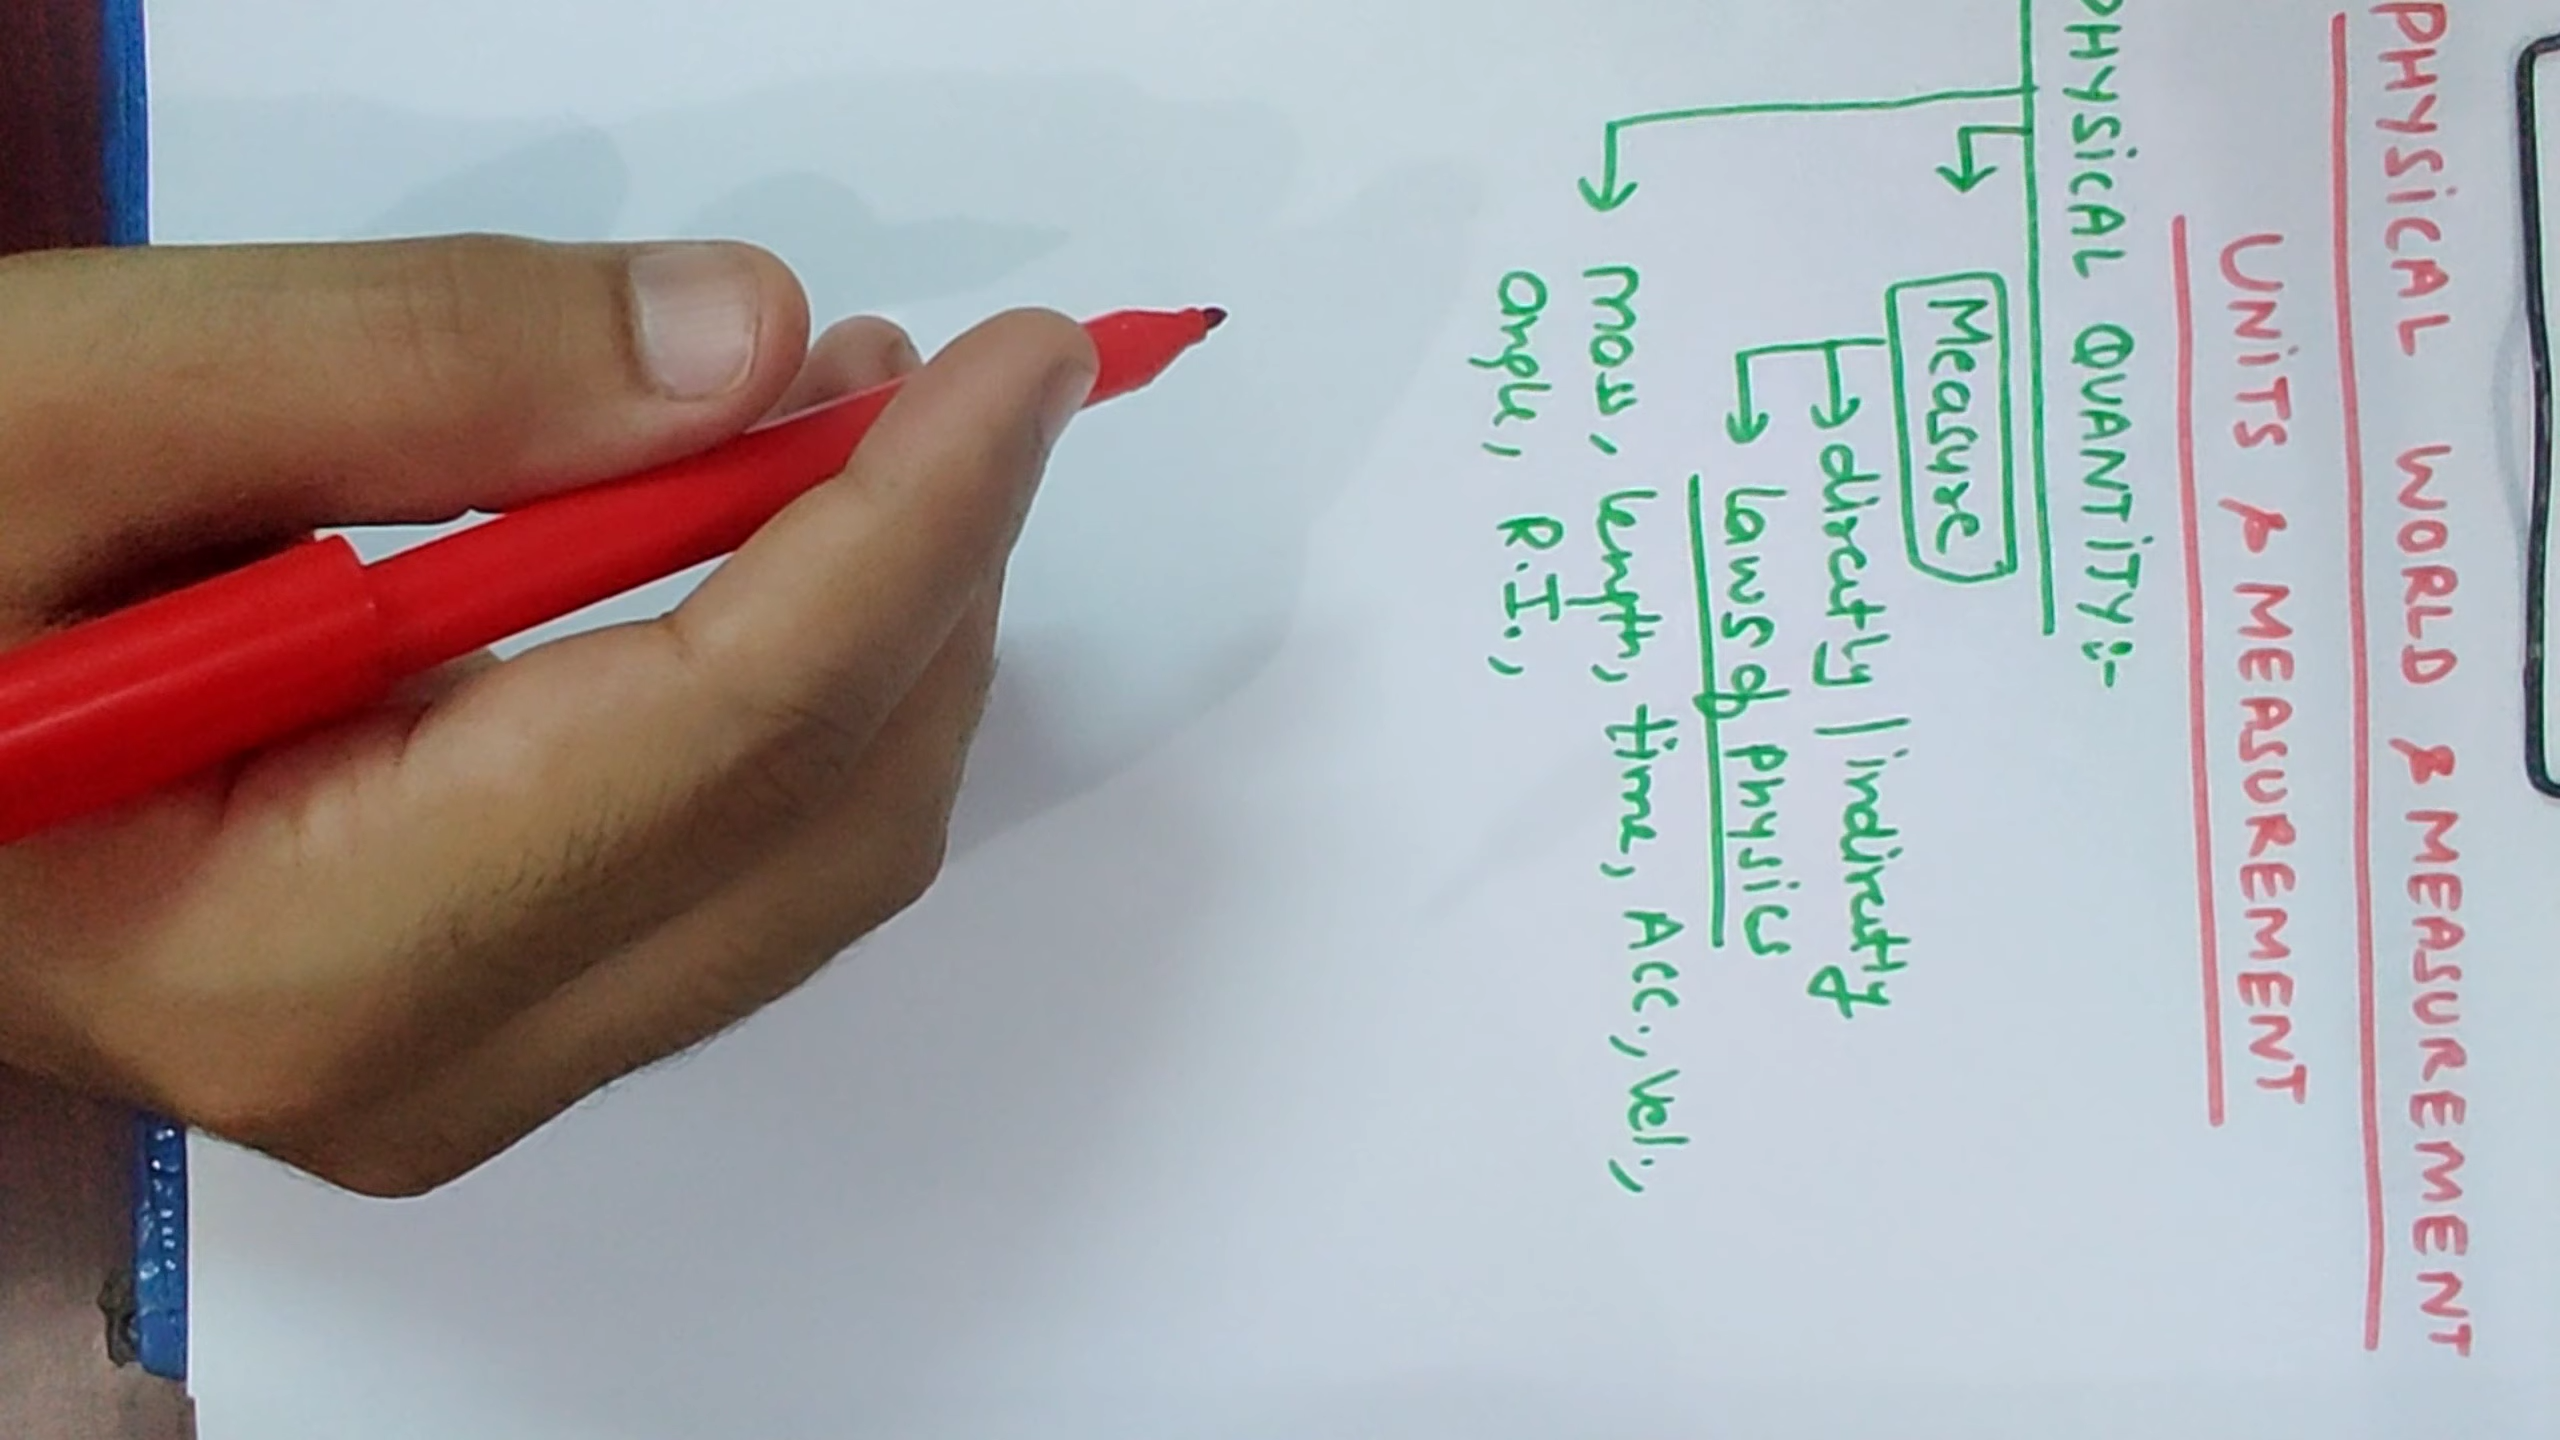 PHYSICAL WORLD & MEASUREMENT
UNITS & MEASUREMENT
PHYSICAL QUANTITY:-
Measure
directly | indirectly
laws of physics
mass, length, time, Acc., Vel.,
angle, R.I.,